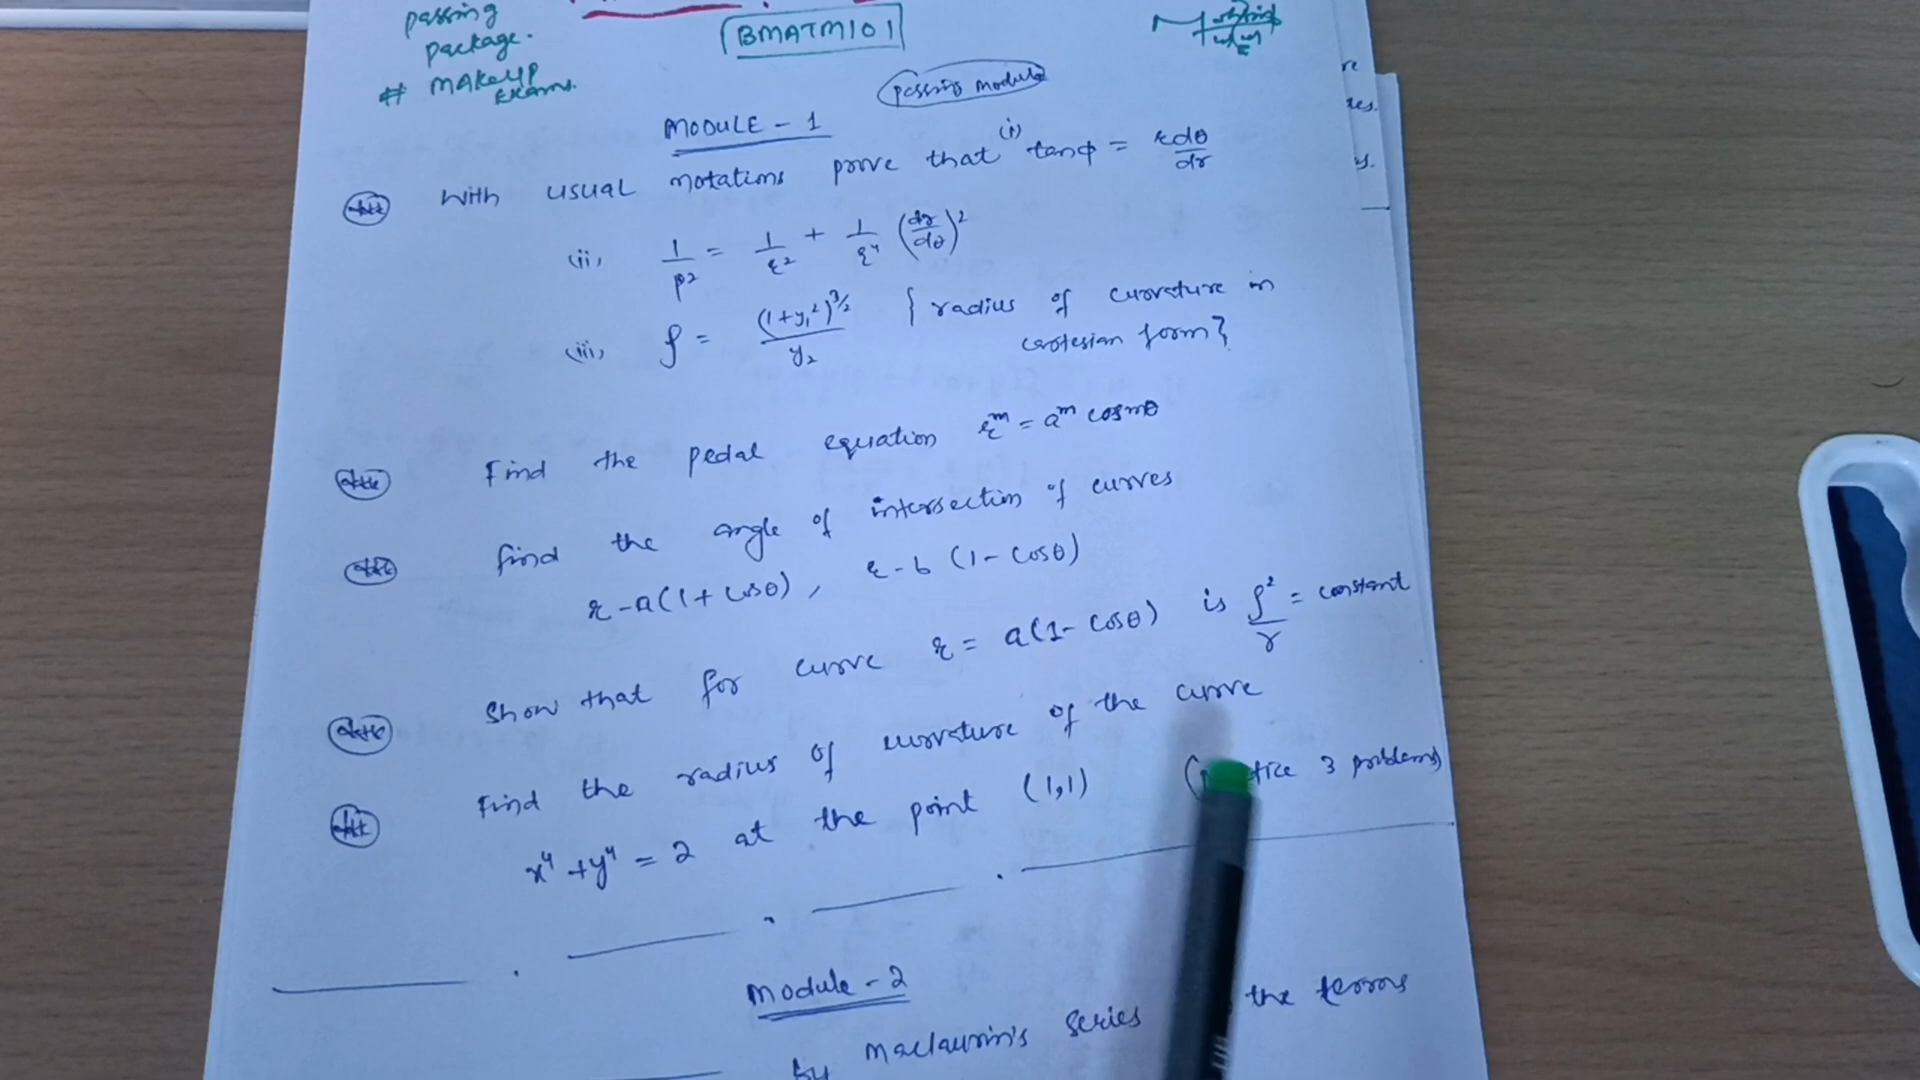 passing
package.
# MAKEUP
Exams.
BMATM101
passing module
MODULE - 1
With usual notations prove that (i) tanφ = rdθ/dr
(ii) 1/p² = 1/r² + 1/r⁴ (dr/dθ)²
(iii) ρ = (1+y₁²)^3/2 / y₂ { radius of curvature in
cartesian form}
Find the pedal equation r^m = a^m cosmθ
find the angle of intersection of curves
r - a(1+cosθ), r - b (1-cosθ)
Show that for curve r = a(1-cosθ) is ρ²/r = constant
Find the radius of curvature of the curve
x⁴+y⁴ = 2 at the point (1,1) 3 problems)
Module - 2
by Maclaurin's series the terms
re